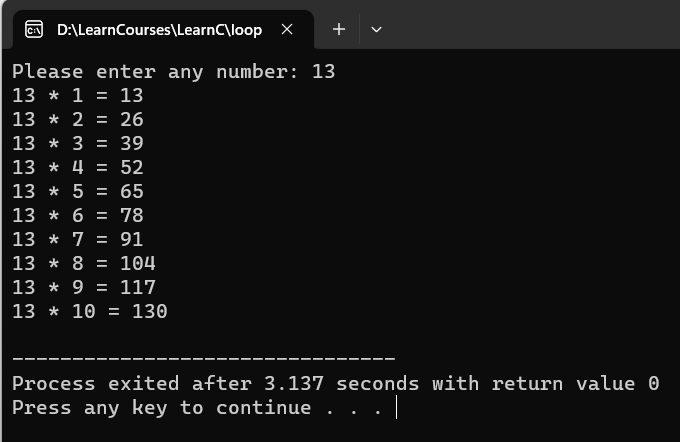 D:\LearnCourses\LearnC\loop
Please enter any number: 13
13 * 1 = 13
13 * 2 = 26
13 * 3 = 39
13 * 4 = 52
13 * 5 = 65
13 * 6 = 78
13 * 7 = 91
13 * 8 = 104
13 * 9 = 117
13 * 10 = 130
--------------------------------
Process exited after 3.137 seconds with return value 0
Press any key to continue . . .